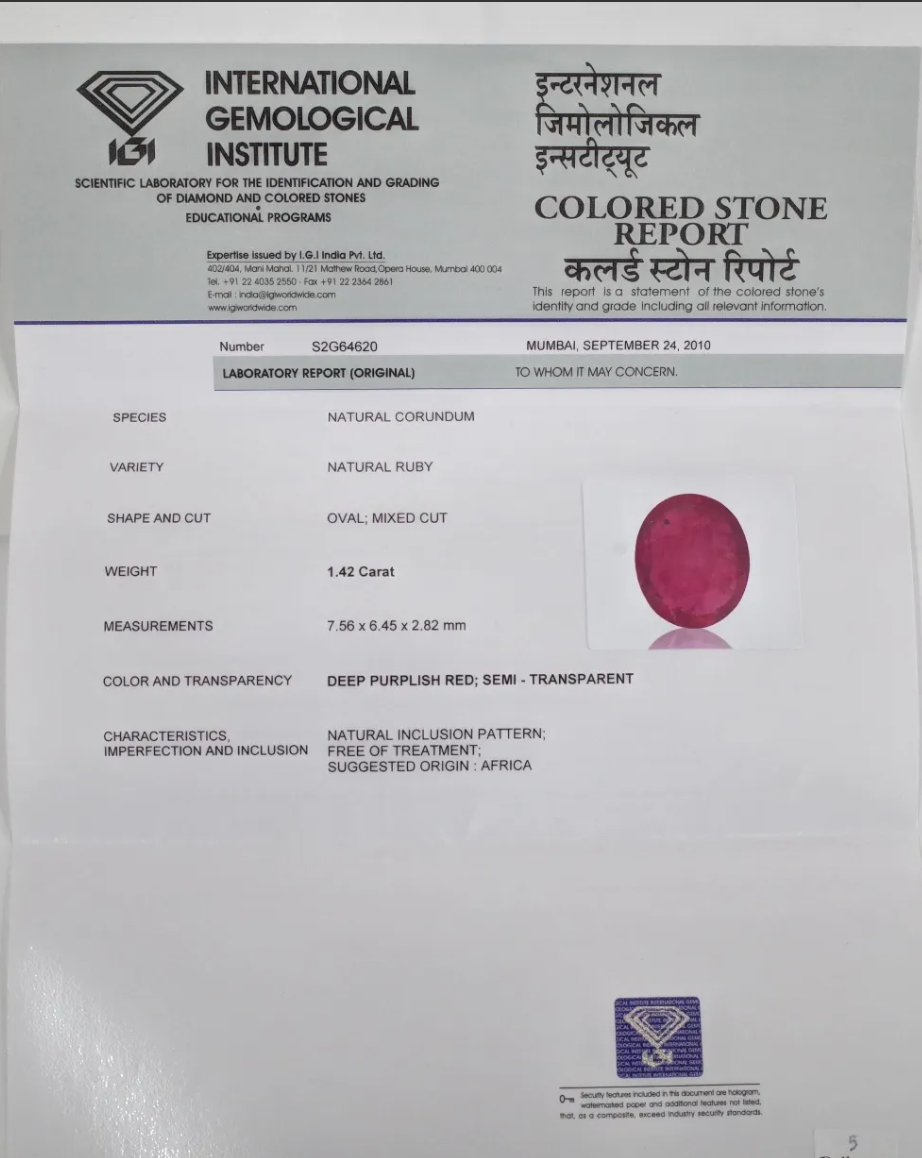 INTERNATIONAL
GEMOLOGICAL
INSTITUTE
IGI
SCIENTIFIC LABORATORY FOR THE IDENTIFICATION AND GRADING
OF DIAMOND AND COLORED STONES
EDUCATIONAL PROGRAMS
Expertise issued by I.G.I India Pvt. Ltd.
402/404, Mani Mahal. 11/21 Mathew Road,Opera House, Mumbai 400 004
Tel. +91 22 4035 2550 - Fax +91 22 2364 2861
E-mail : india@igiworldwide.com
www.igiworldwide.com
इन्टरनेशनल
जिमोलोजिकल
इन्सटीट्यूट
COLORED STONE
REPORT
कलर्ड स्टोन रिपोर्ट
This report is a statement of the colored stone's
identity and grade including all relevant information.
Number S2G64620 MUMBAI, SEPTEMBER 24, 2010
LABORATORY REPORT (ORIGINAL) TO WHOM IT MAY CONCERN.
SPECIES NATURAL CORUNDUM
VARIETY NATURAL RUBY
SHAPE AND CUT OVAL; MIXED CUT
WEIGHT 1.42 Carat
MEASUREMENTS 7.56 x 6.45 x 2.82 mm
COLOR AND TRANSPARENCY DEEP PURPLISH RED; SEMI - TRANSPARENT
CHARACTERISTICS, NATURAL INCLUSION PATTERN;
IMPERFECTION AND INCLUSION FREE OF TREATMENT;
SUGGESTED ORIGIN : AFRICA
Security features included in this document are hologram,
watermarked paper and additional features not listed,
that, as a composite, exceed industry security standards.
5